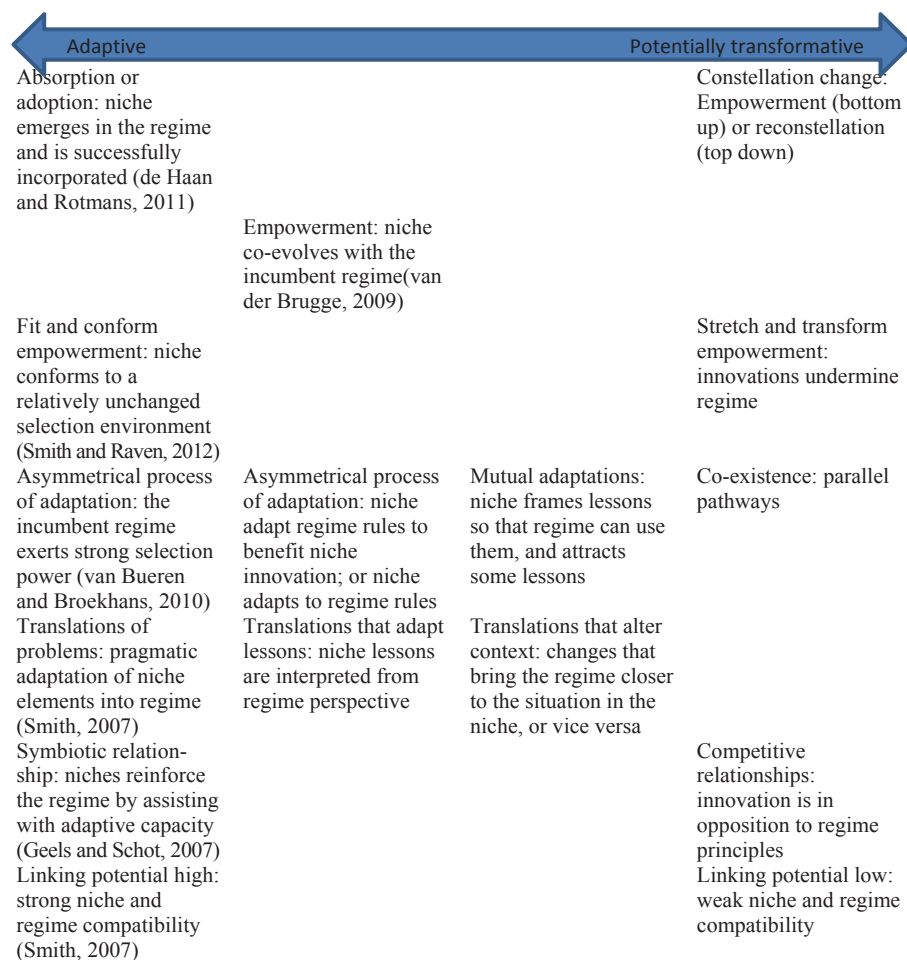 Adaptive
Potentially transformative
Absorption or
adoption: niche
emerges in the regime
and is successfully
incorporated (de Haan
and Rotmans, 2011)
Constellation change:
Empowerment (bottom
up) or reconstellation
(top down)
Empowerment: niche
co-evolves with the
incumbent regime(van
der Brugge, 2009)
Fit and conform
empowerment: niche
conforms to a
relatively unchanged
selection environment
(Smith and Raven, 2012)
Stretch and transform
empowerment:
innovations undermine
regime
Asymmetrical process
of adaptation: the
incumbent regime
exerts strong selection
power (van Bueren
and Broekhans, 2010)
Asymmetrical process
of adaptation: niche
adapt regime rules to
benefit niche
innovation; or niche
adapts to regime rules
Mutual adaptations:
niche frames lessons
so that regime can use
them, and attracts
some lessons
Co-existence: parallel
pathways
Translations of
problems: pragmatic
adaptation of niche
elements into regime
(Smith, 2007)
Translations that adapt
lessons: niche lessons
are interpreted from
regime perspective
Translations that alter
context: changes that
bring the regime closer
to the situation in the
niche, or vice versa
Symbiotic relation-
ship: niches reinforce
the regime by assisting
with adaptive capacity
(Geels and Schot, 2007)
Competitive
relationships:
innovation is in
opposition to regime
principles
Linking potential high:
strong niche and
regime compatibility
(Smith, 2007)
Linking potential low:
weak niche and regime
compatibility